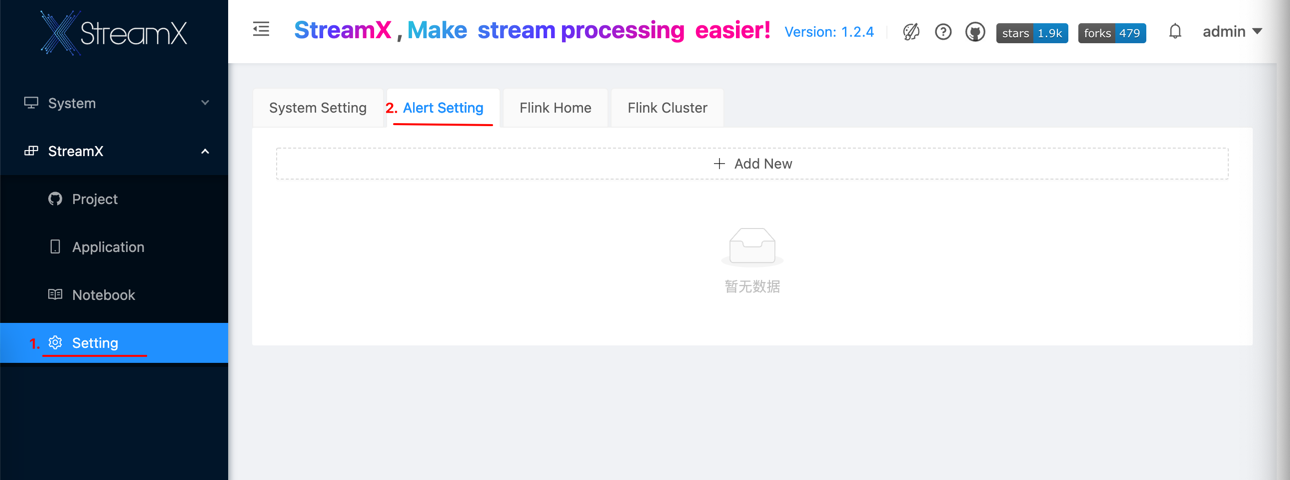 StreamX
StreamX , Make stream processing easier! Version: 1.2.4 stars 1.9k forks 479 admin
System
StreamX
Project
Application
Notebook
1. Setting
System Setting 2. Alert Setting Flink Home Flink Cluster
+ Add New
暂无数据